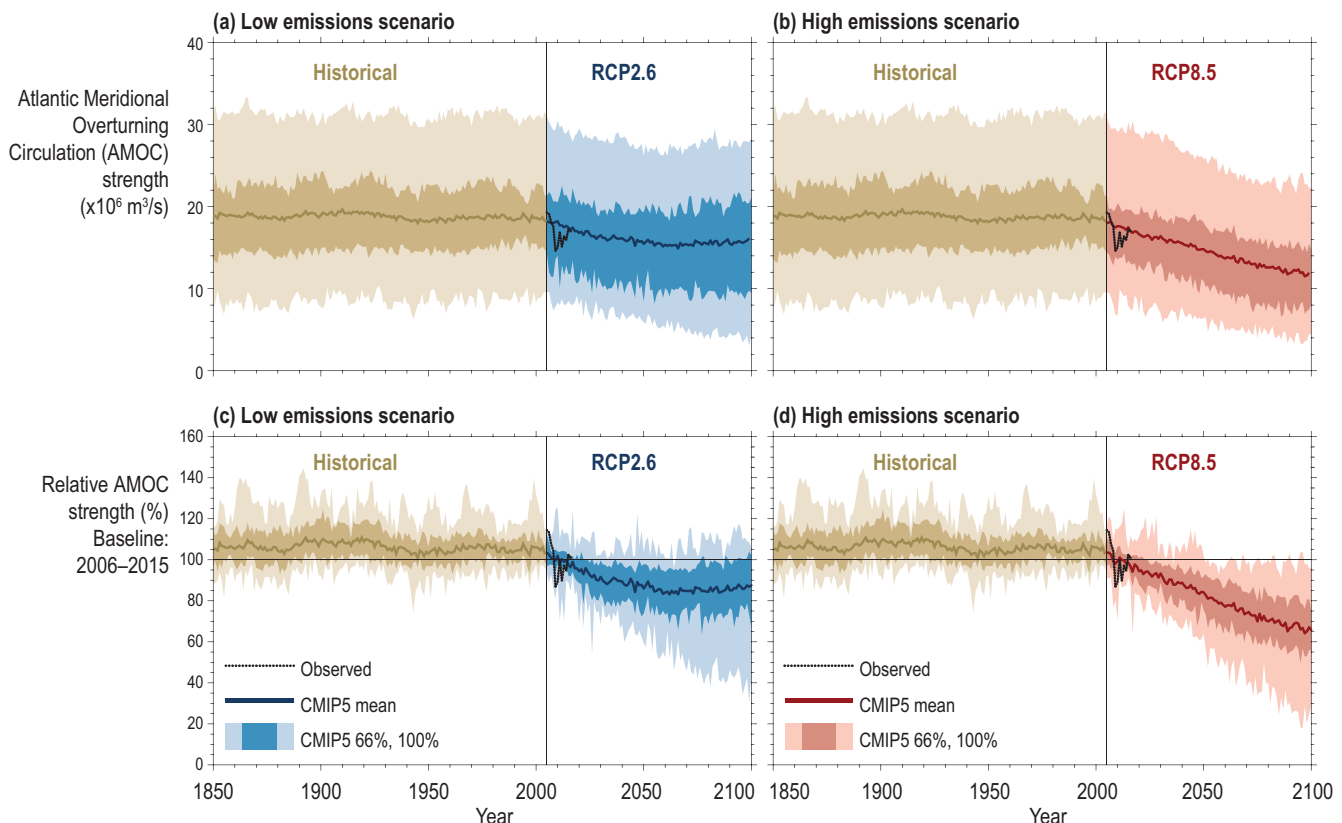 (a) Low emissions scenario
(b) High emissions scenario
40
30
20
10
0
Historical
RCP2.6
Historical
RCP8.5
Atlantic Meridional
Overturning
Circulation (AMOC)
strength
(x10⁶ m³/s)
(c) Low emissions scenario
(d) High emissions scenario
160
140
120
100
80
60
40
20
0
Historical
RCP2.6
Historical
RCP8.5
Relative AMOC
strength (%)
Baseline:
2006–2015
Observed
CMIP5 mean
CMIP5 66%, 100%
Observed
CMIP5 mean
CMIP5 66%, 100%
1850 1900 1950 2000 2050 2100
1850 1900 1950 2000 2050 2100
Year
Year